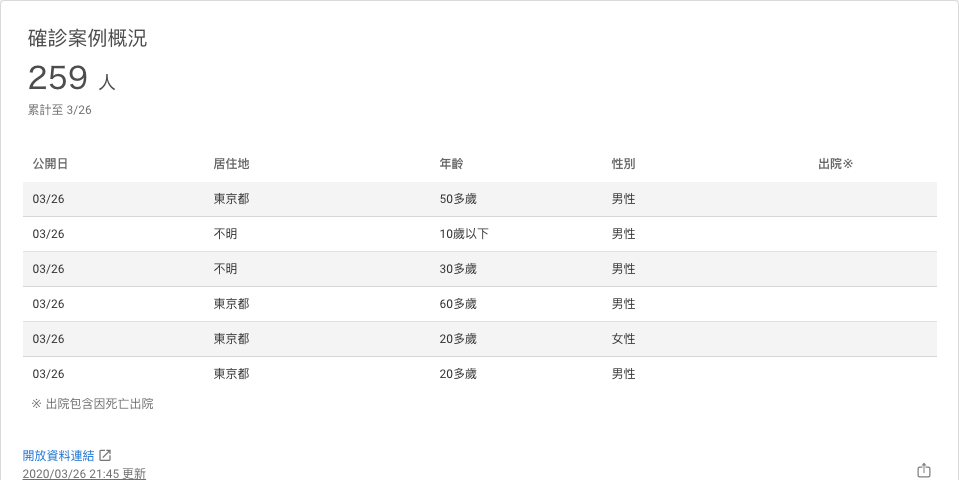 確診案例概況
259 人
累計至 3/26
公開日 居住地 年齡 性別 出院※
03/26 東京都 50多歲 男性
03/26 不明 10歲以下 男性
03/26 不明 30多歲 男性
03/26 東京都 60多歲 男性
03/26 東京都 20多歲 女性
03/26 東京都 20多歲 男性
※ 出院包含因死亡出院
開放資料連結
2020/03/26 21:45 更新